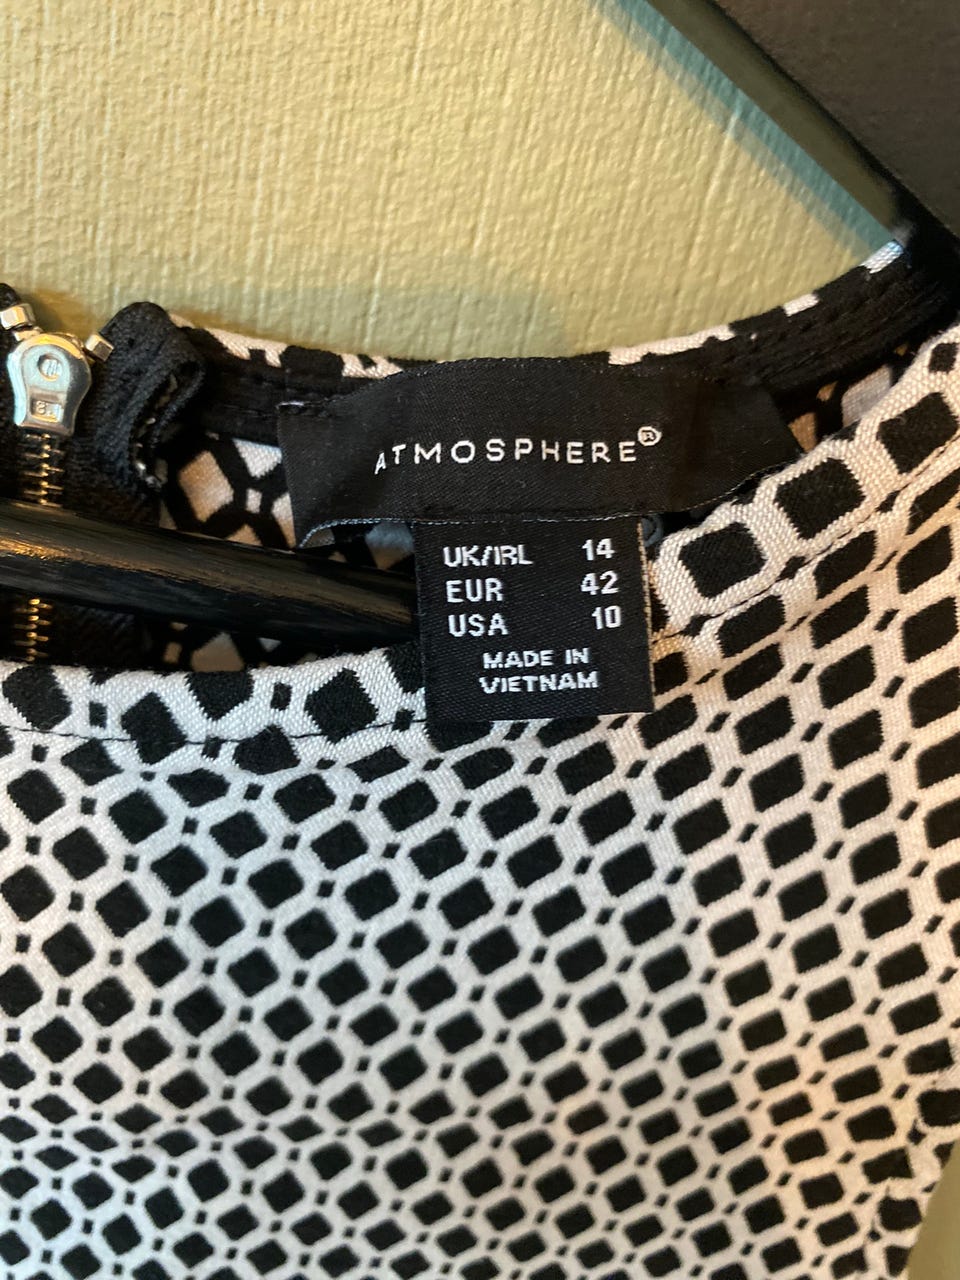 ATMOSPHERE®
UK/IRL 14
EUR 42
USA 10
MADE IN
VIETNAM